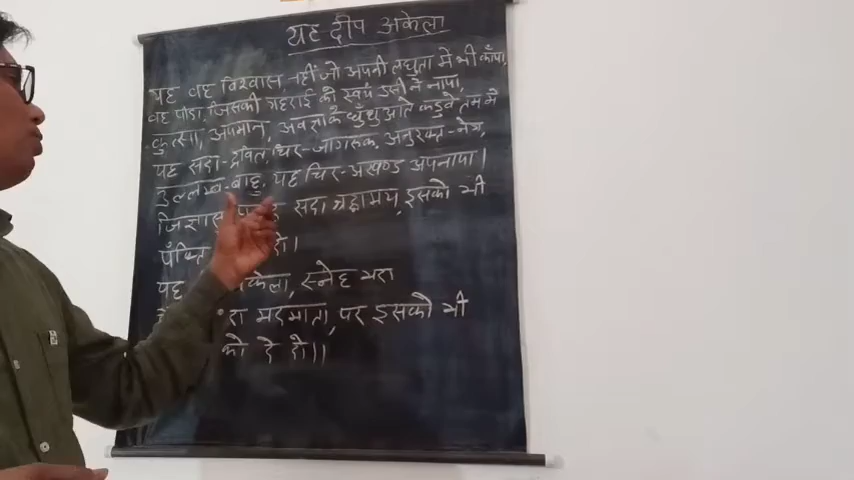 यह दीप अकेला
यह वह विश्वास, नहीं जो अपनी लघुता में भी काँपा,
वह पीडा, जिसकी गहराई को स्वयं उसी ने नापा,
कुत्सा, अपमान, अवज्ञा के धुँधुआते कडुवे तम में
यह सदा-द्रवित, चिर-जागरूक, अनुरक्त-नेत्र,
उल्लम्ब-बाहु, यह चिर-अखण्ड अपनापा।
जिज्ञासु सदा श्रद्धामय, इसको भी
पंक्ति दो।
यह अकेला, स्नेह भरा
मदमाता, पर इसको भी
को दे दो।।